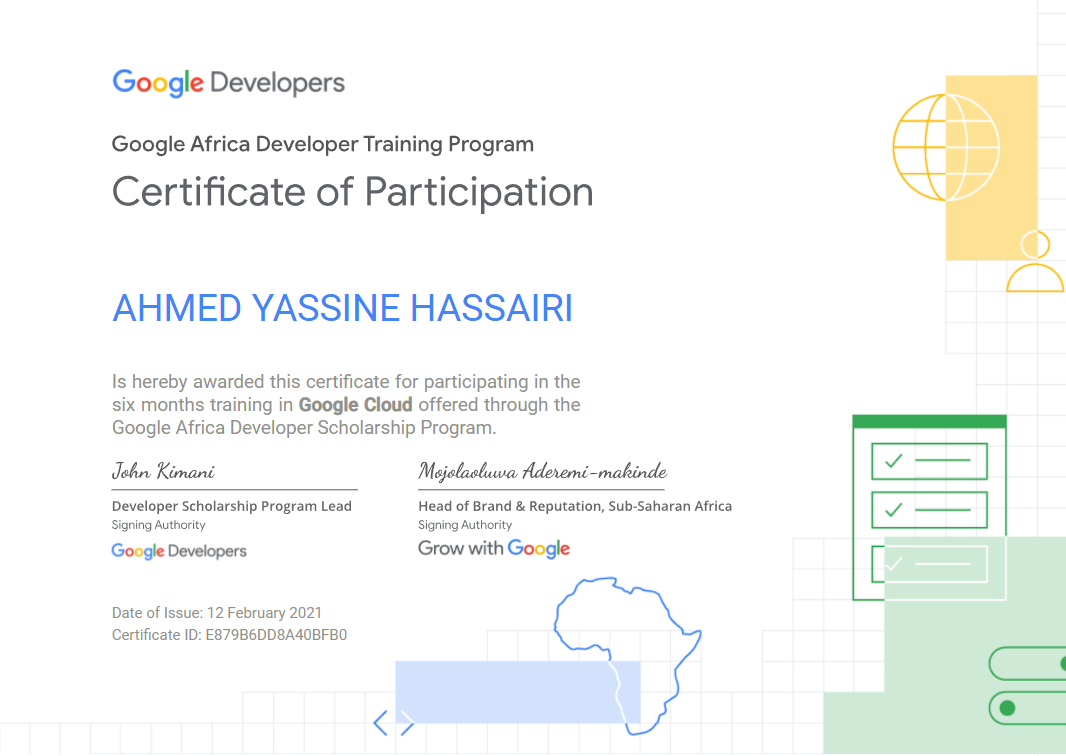 Google Developers
Google Africa Developer Training Program
Certificate of Participation
AHMED YASSINE HASSAIRI
Is hereby awarded this certificate for participating in the
six months training in Google Cloud offered through the
Google Africa Developer Scholarship Program.
John Kimani
Developer Scholarship Program Lead
Signing Authority
Google Developers
Mojolaoluwa Aderemi-makinde
Head of Brand & Reputation, Sub-Saharan Africa
Signing Authority
Grow with Google
Date of Issue: 12 February 2021
Certificate ID: E879B6DD8A40BFB0